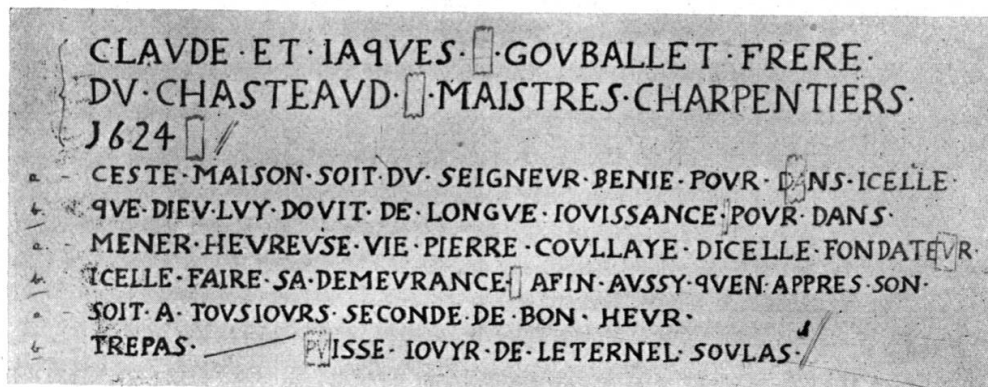 CLAVDE · ET · IAqVES · · GOVBALLET FRERE ·
DV · CHASTEAVD · · MAISTRES · CHARPENTIERS ·
J624 //
a - CESTE · MAISON · SOIT · DV · SEIGNEVR · BENIE · POVR · DANS · ICELLE ·
b - qVE · DIEV · LVY · DOVIT · DE · LONGVE · IOVISSANCE · POVR · DANS ·
a - MENER · HEVREVSE · VIE · PIERRE · COVLLAYE · DICELLE · FONDATEVR ·
b - ICELLE · FAIRE · SA · DEMEVRANCE · AFIN · AVSSY · qVEN · APPRES · SON ·
a - SOIT · A · TOVSIOVRS · SECONDE · DE · BON · HEVR ·
b TREPAS · PVISSE · IOVYR · DE · LETERNEL · SOVLAS · //